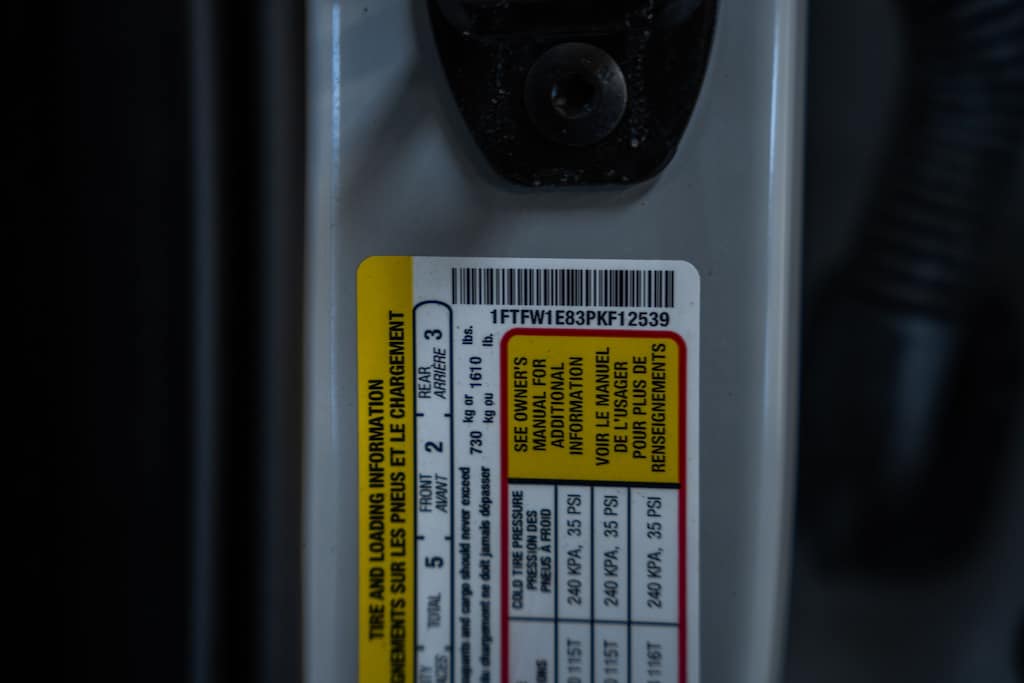 1FTFW1E83PKF12539
TIRE AND LOADING INFORMATION
SUR LES PNEUS ET LE CHARGEMENT
TOTAL 5 FRONT 2 REAR 3
AVANT ARRIÈRE
and cargo should never exceed 730 kg or 1610 lbs.
chargement ne doit jamais dépasser kg ou lb.
SEE OWNER'S
MANUAL FOR
ADDITIONAL
INFORMATION
VOIR LE MANUEL
DE L'USAGER
POUR PLUS DE
RENSEIGNEMENTS
COLD TIRE PRESSURE
PRESSION DES
PNEUS À FROID
115T 240 KPA, 35 PSI
115T 240 KPA, 35 PSI
116T 240 KPA, 35 PSI